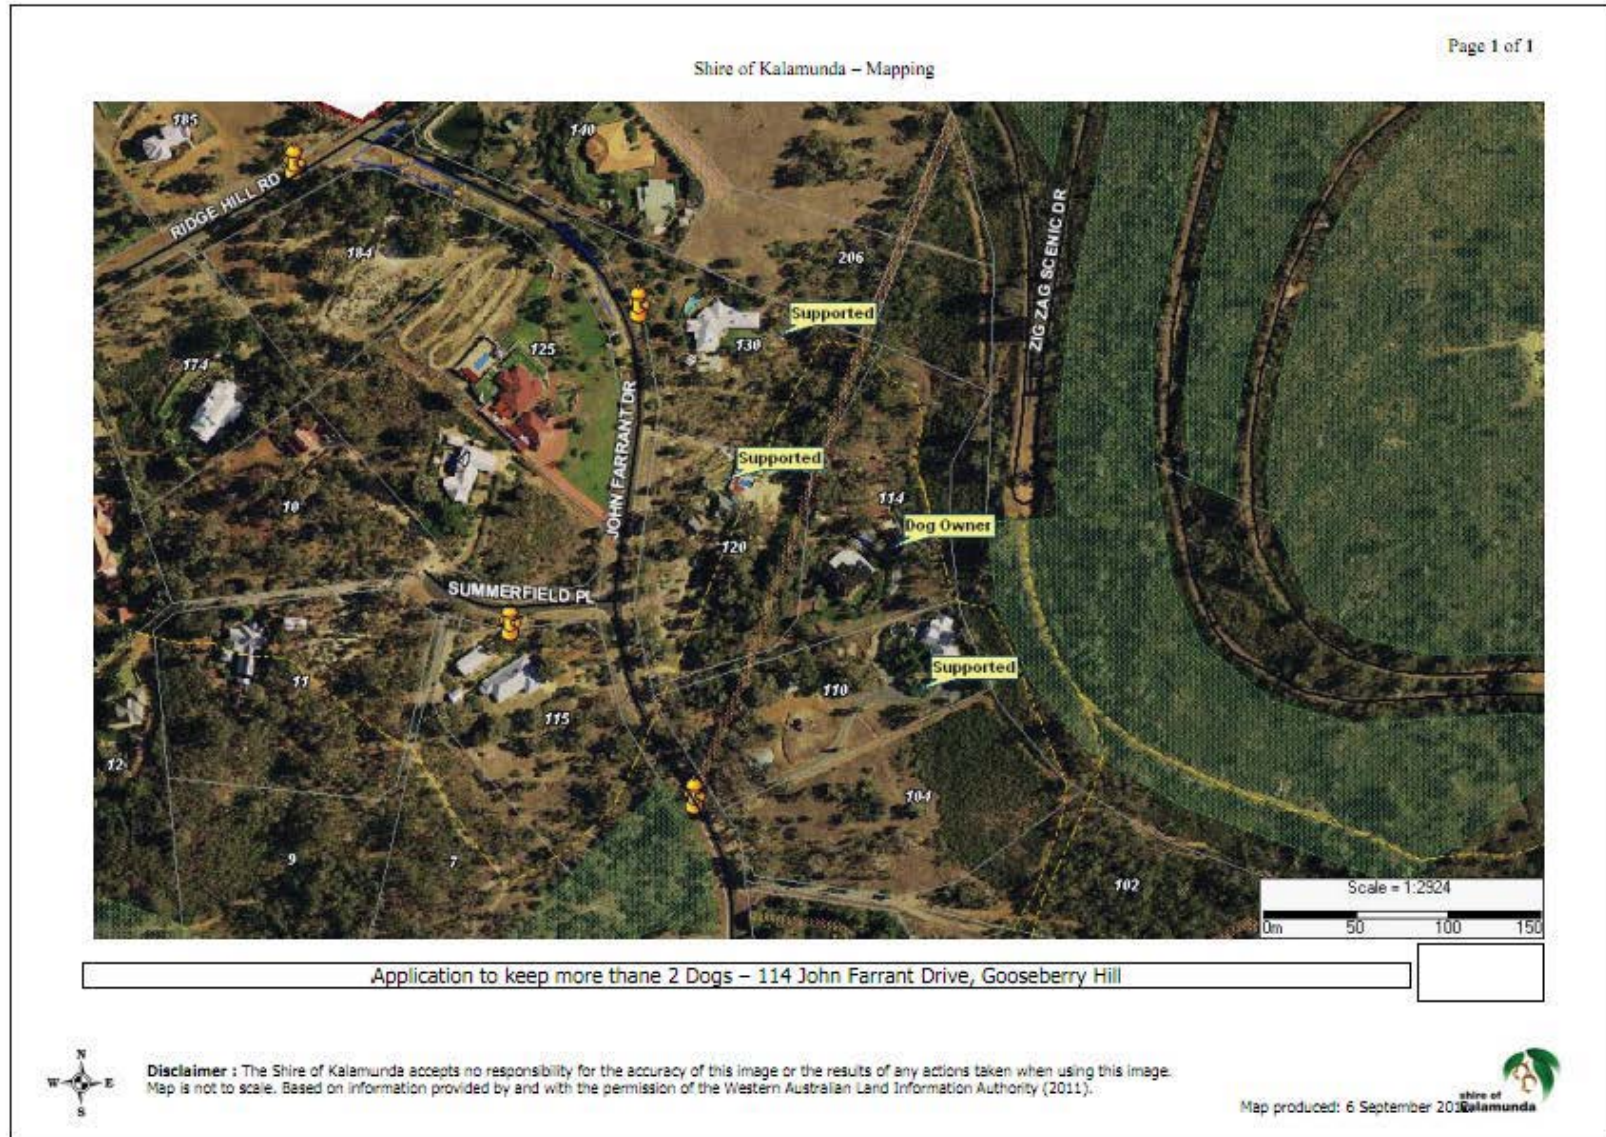 Page 1 of 1
Shire of Kalamunda – Mapping
185
140
RIDGE HILL RD
184
206
ZIG ZAG SCENIC DR
Supported
130
125
174
JOHN FARRANT DR
Supported
114
10
Dog Owner
120
SUMMERFIELD PL
Supported
11
110
115
12
104
9
7
102
Scale = 1:2924
0m 50 100 150
Application to keep more thane 2 Dogs – 114 John Farrant Drive, Gooseberry Hill
N
W E
S
Disclaimer : The Shire of Kalamunda accepts no responsibility for the accuracy of this image or the results of any actions taken when using this image.
Map is not to scale. Based on information provided by and with the permission of the Western Australian Land Information Authority (2011).
Map produced: 6 September
shire of
Kalamunda